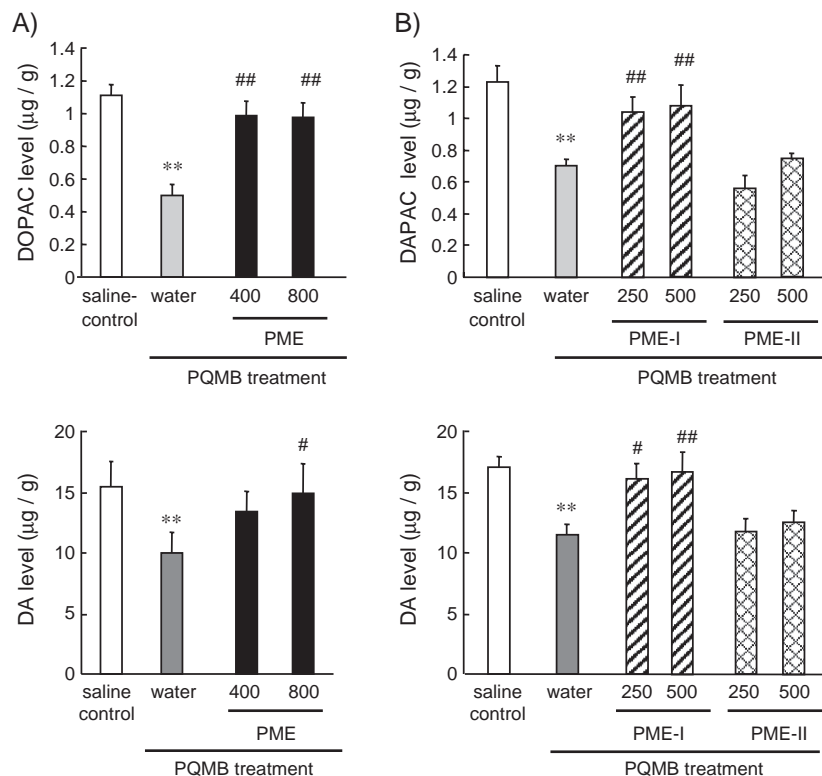 A)
DOPAC level (μg / g)
1.4
1.2
1
0.8
0.6
0.4
0.2
0
**
##
##
saline-
control
water
400
800
PME
PQMB treatment
B)
DAPAC level (μg / g)
1.4
1.2
1
0.8
0.6
0.4
0.2
0
**
##
##
saline
control
water
250
500
250
500
PME-I
PME-II
PQMB treatment
DA level (μg / g)
20
15
10
5
0
**
#
saline
control
water
400
800
PME
PQMB treatment
DA level (μg / g)
20
15
10
5
0
**
#
##
saline
control
water
250
500
250
500
PME-I
PME-II
PQMB treatment